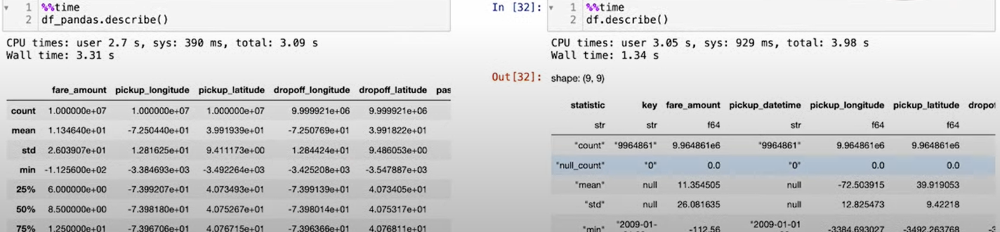 1 %%time
2 df_pandas.describe()
CPU times: user 2.7 s, sys: 390 ms, total: 3.09 s
Wall time: 3.31 s
fare_amount pickup_longitude pickup_latitude dropoff_longitude dropoff_latitude pas
count 1.000000e+07 1.000000e+07 1.000000e+07 9.999921e+06 9.999921e+06
mean 1.134640e+01 -7.250440e+01 3.991939e+01 -7.250769e+01 3.991822e+01
std 2.603907e+01 1.281625e+01 9.411173e+00 1.284424e+01 9.486053e+00
min -1.125600e+02 -3.384693e+03 -3.492264e+03 -3.425208e+03 -3.547887e+03
25% 6.000000e+00 -7.399207e+01 4.073493e+01 -7.399139e+01 4.073405e+01
50% 8.500000e+00 -7.398180e+01 4.075267e+01 -7.398014e+01 4.075317e+01
75% 1.250000e+01 -7.396706e+01 4.076715e+01 -7.396366e+01 4.076811e+01
In [32]: 1 %%time
2 df.describe()
CPU times: user 3.05 s, sys: 929 ms, total: 3.98 s
Wall time: 1.34 s
Out[32]: shape: (9, 9)
statistic key fare_amount pickup_datetime pickup_longitude pickup_latitude dropo
str str f64 str f64 f64
"count" "9964861" 9.964861e6 "9964861" 9.964861e6 9.964861e6
"null_count" "0" 0.0 "0" 0.0 0.0
"mean" null 11.354505 null -72.503915 39.919053
"std" null 26.081635 null 12.825473 9.42218
"min" "2009-01- -112.56 "2009-01-01 -3384.693027 -3492.263768